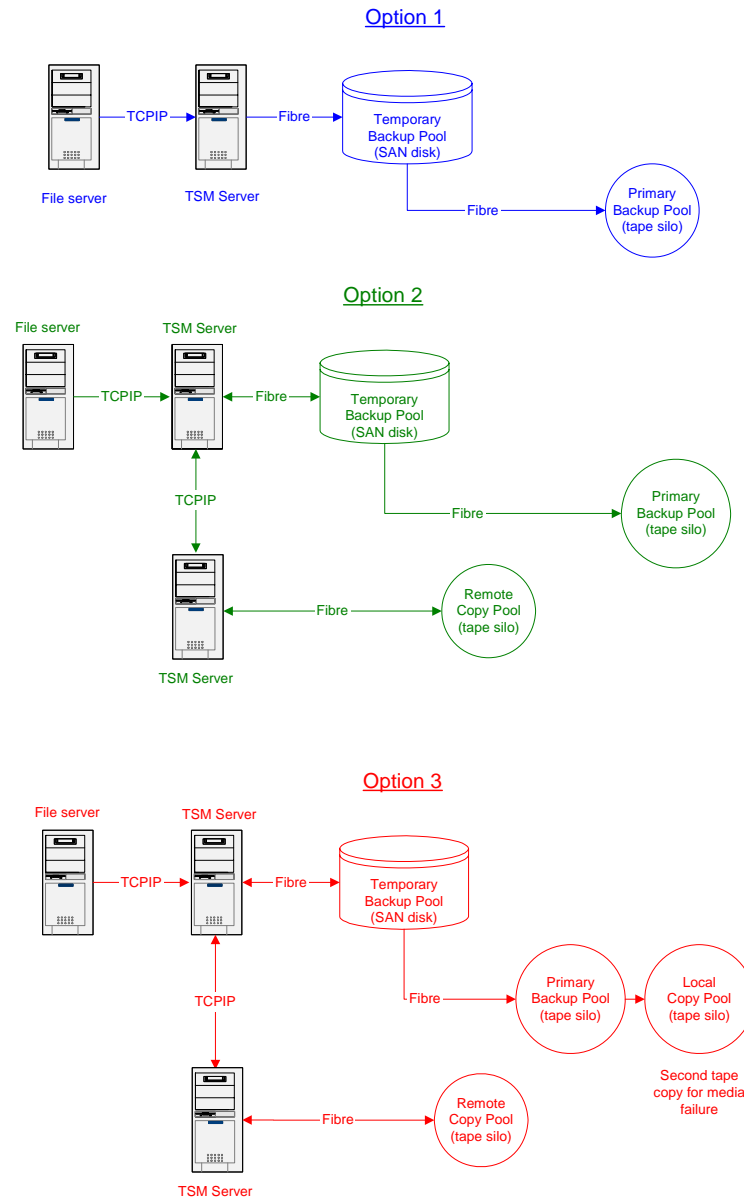 Option 1
TCPIP
Fibre
Temporary
Backup Pool
(SAN disk)
File server
TSM Server
Fibre
Primary
Backup Pool
(tape silo)
Option 2
File server
TSM Server
TCPIP
Fibre
Temporary
Backup Pool
(SAN disk)
TCPIP
Fibre
Primary
Backup Pool
(tape silo)
Fibre
Remote
Copy Pool
(tape silo)
TSM Server
Option 3
File server
TSM Server
TCPIP
Fibre
Temporary
Backup Pool
(SAN disk)
TCPIP
Fibre
Primary
Backup Pool
(tape silo)
Local
Copy Pool
(tape silo)
Second tape
copy for media
failure
Fibre
Remote
Copy Pool
(tape silo)
TSM Server